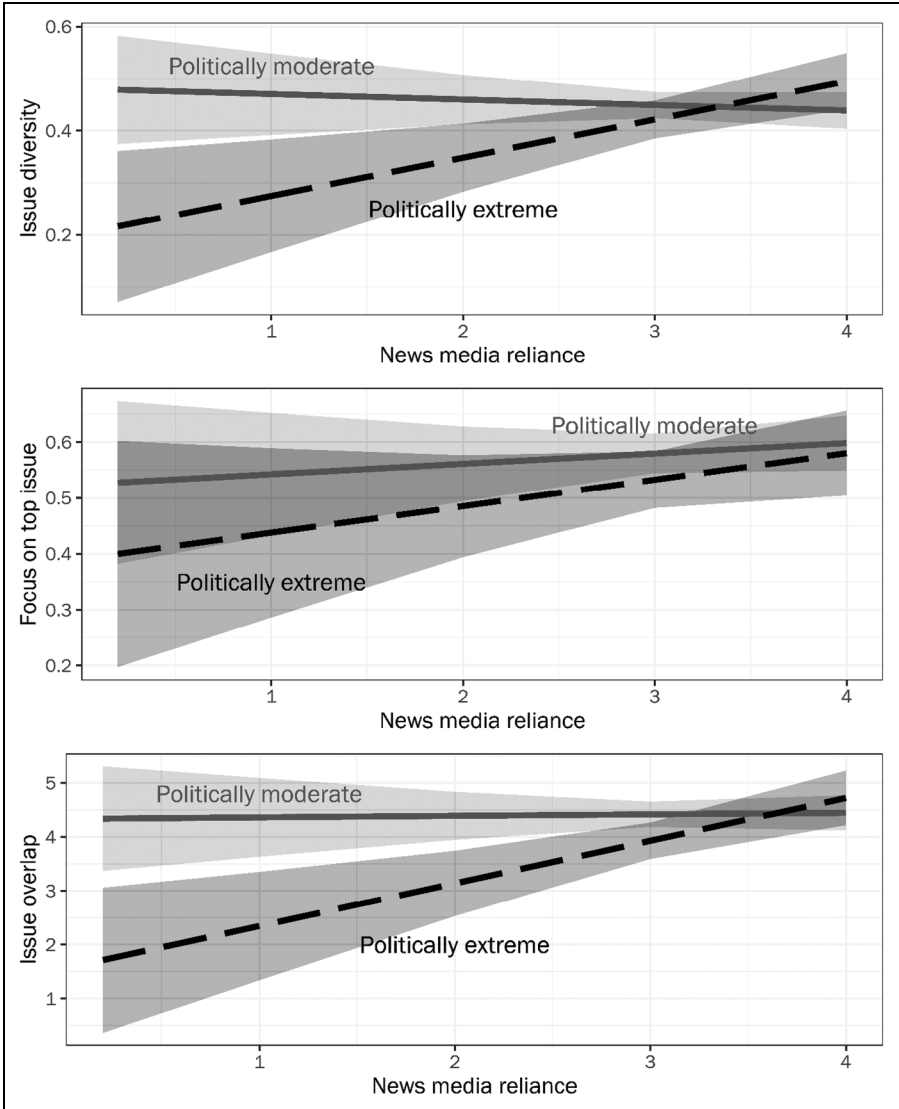 0.6
Politically moderate
Issue diversity
0.4
Politically extreme
0.2
1 2 3 4
News media reliance
Politically moderate
0.6
Focus on top issue
0.5
0.4
Politically extreme
0.3
0.2
1 2 3 4
News media reliance
5
Politically moderate
4
Issue overlap
3
2
Politically extreme
1
1 2 3 4
News media reliance